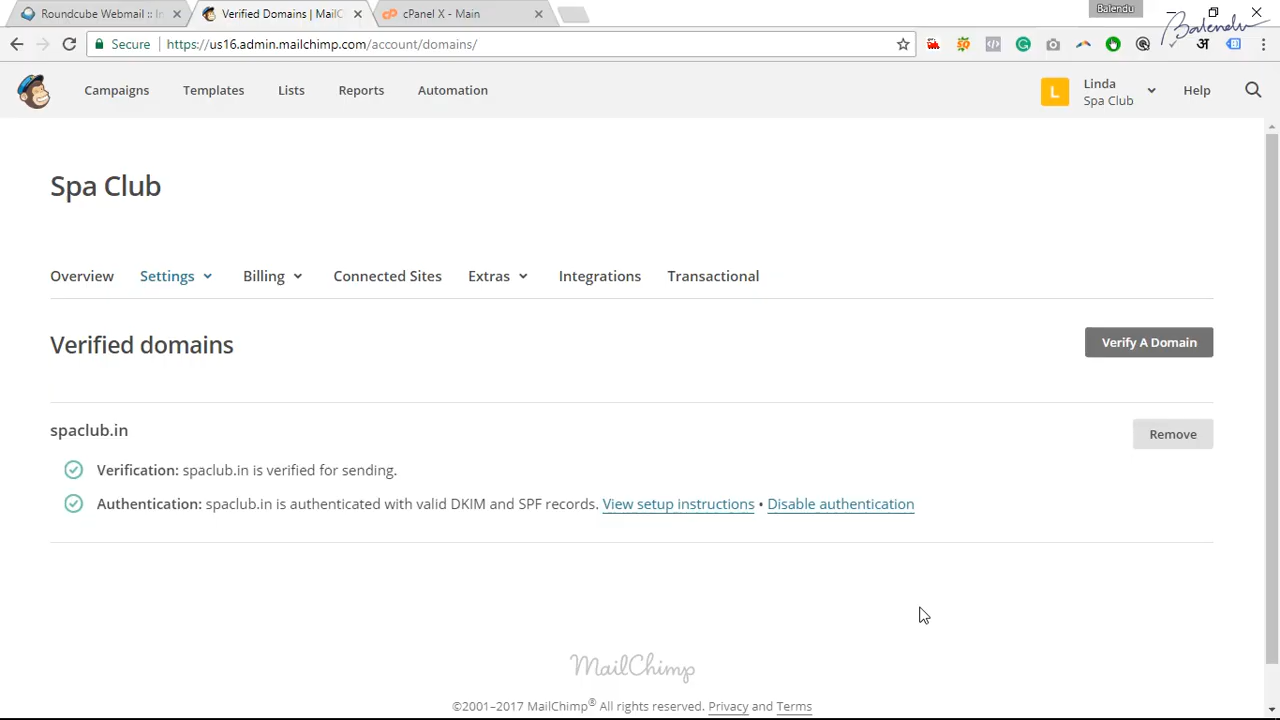 Roundcube Webmail :: I
Verified Domains | MailC
cPanel X - Main
Balendu
Secure
https://us16.admin.mailchimp.com/account/domains/
Balendu
अ
Campaigns
Templates
Lists
Reports
Automation
L
Linda
Spa Club
Help
Spa Club
Overview
Settings
Billing
Connected Sites
Extras
Integrations
Transactional
Verified domains
Verify A Domain
spaclub.in
Remove
Verification: spaclub.in is verified for sending.
Authentication: spaclub.in is authenticated with valid DKIM and SPF records. View setup instructions • Disable authentication
MailChimp
©2001–2017 MailChimp® All rights reserved. Privacy and Terms